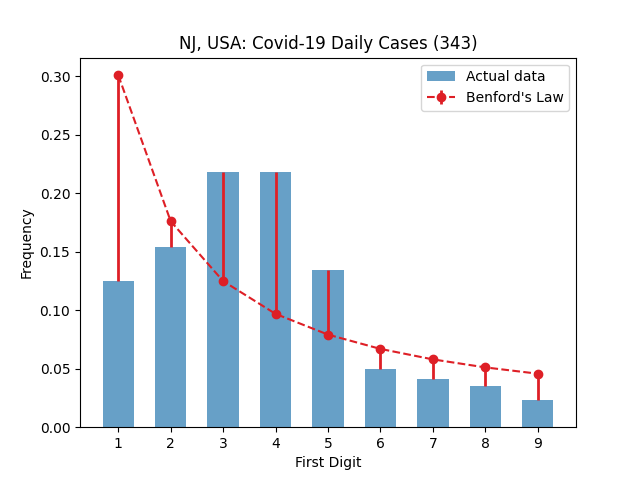 NJ, USA: Covid-19 Daily Cases (343)
Actual data
Benford's Law
Frequency
0.30
0.25
0.20
0.15
0.10
0.05
0.00
1 2 3 4 5 6 7 8 9
First Digit